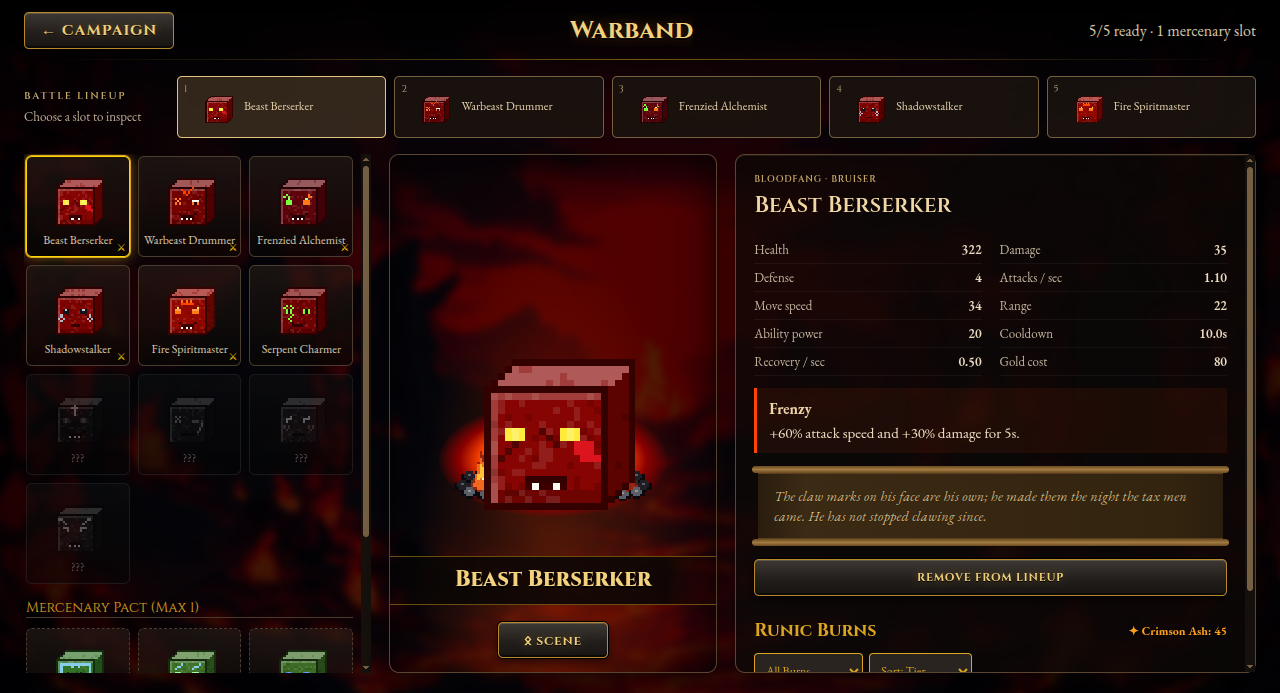 ← CAMPAIGN
WARBAND
5/5 ready · 1 mercenary slot
BATTLE LINEUP
Choose a slot to inspect
1
Beast Berserker
2
Warbeast Drummer
3
Frenzied Alchemist
4
Shadowstalker
5
Fire Spiritmaster
Beast Berserker
Warbeast Drummer
Frenzied Alchemist
Shadowstalker
Fire Spiritmaster
Serpent Charmer
???
???
???
???
MERCENARY PACT (MAX 1)
BEAST BERSERKER
SCENE
BLOODFANG · BRUISER
BEAST BERSERKER
Health 322
Damage 35
Defense 4
Attacks / sec 1.10
Move speed 34
Range 22
Ability power 20
Cooldown 10.0s
Recovery / sec 0.50
Gold cost 80
Frenzy
+60% attack speed and +30% damage for 5s.
The claw marks on his face are his own; he made them the night the tax men
came. He has not stopped clawing since.
REMOVE FROM LINEUP
RUNIC BURNS
✦ Crimson Ash: 45
All Burns
Sort: Tier